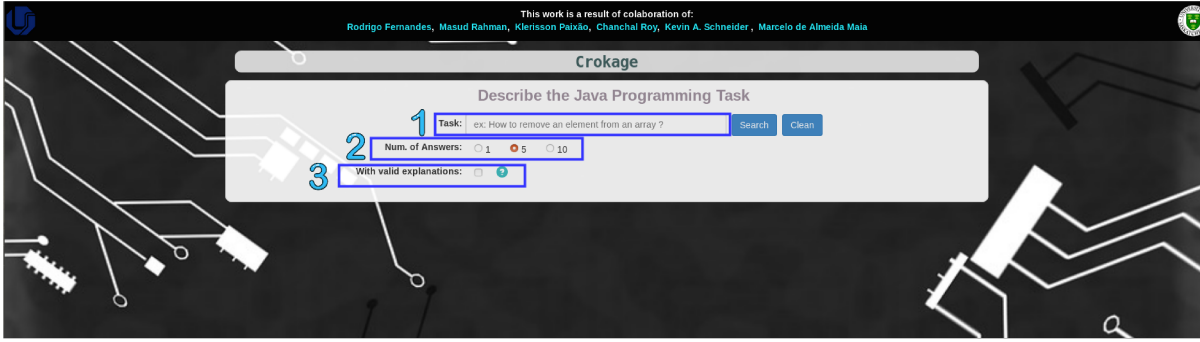 This work is a result of colaboration of:
Rodrigo Fernandes, Masud Rahman, Klerisson Paixão, Chanchal Roy, Kevin A. Schneider , Marcelo de Almeida Maia
Crokage
Describe the Java Programming Task
1 Task: ex: How to remove an element from an array ? Search Clean
2 Num. of Answers: 1 5 10
3 With valid explanations: ?